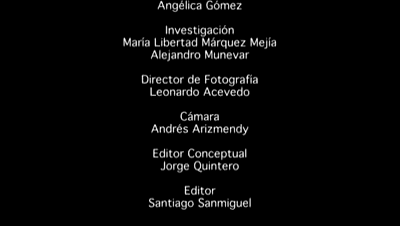 Angélica Gómez
Investigación
María Libertad Márquez Mejía
Alejandro Munevar
Director de Fotografía
Leonardo Acevedo
Cámara
Andrés Arizmendy
Editor Conceptual
Jorge Quintero
Editor
Santiago Sanmiguel